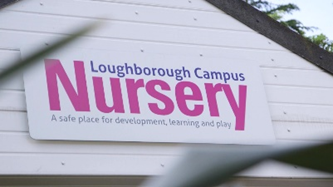 Loughborough Campus
Nursery
A safe place for development, learning and play